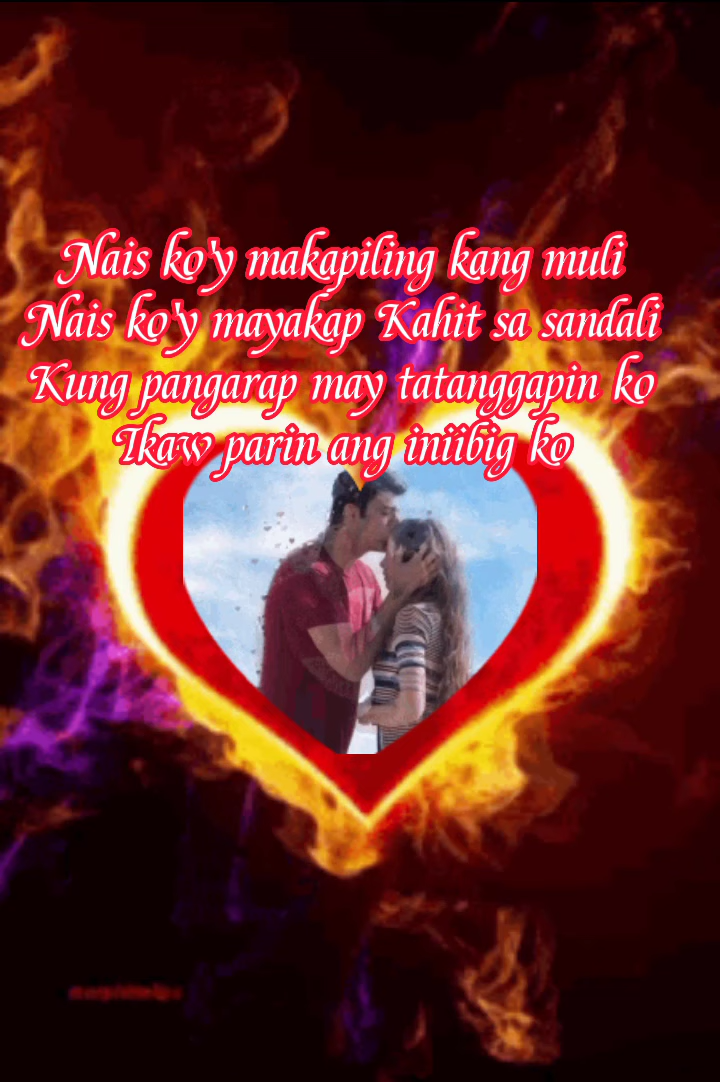 Nais ko'y makapiling kang muli
Nais ko'y mayakap Kahit sa sandali
Kung pangarap may tatanggapin ko
Ikaw parin ang iniibig ko